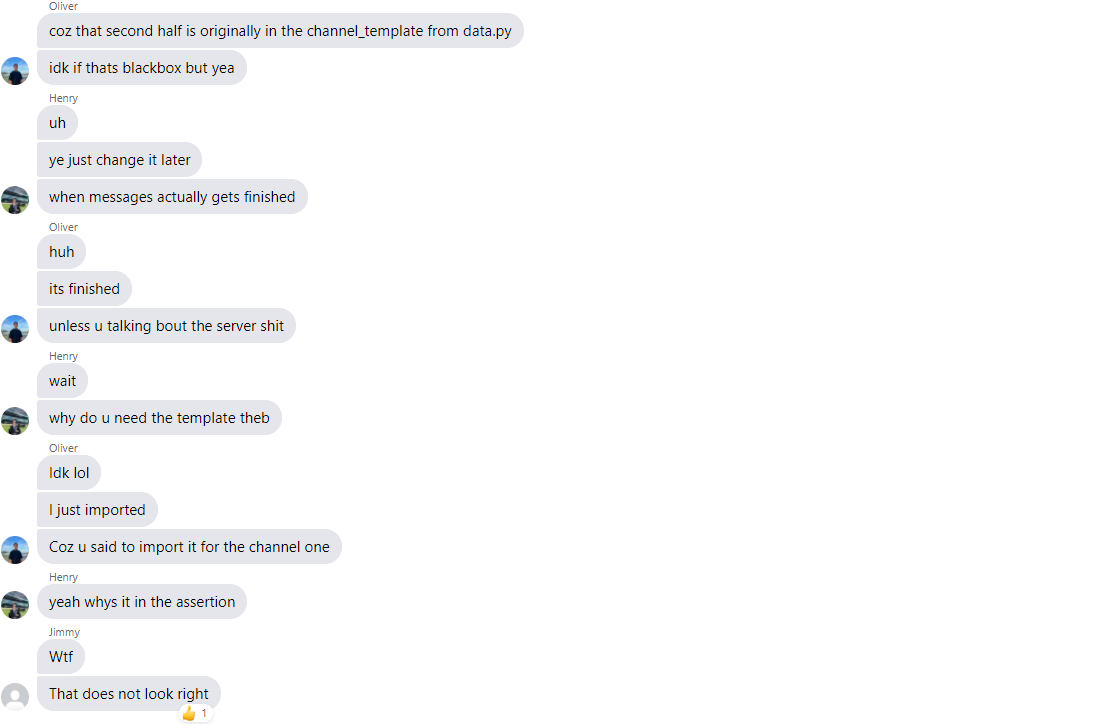 Oliver
coz that second half is originally in the channel_template from data.py
idk if thats blackbox but yea
Henry
uh
ye just change it later
when messages actually gets finished
Oliver
huh
its finished
unless u talking bout the server shit
Henry
wait
why do u need the template theb
Oliver
Idk lol
I just imported
Coz u said to import it for the channel one
Henry
yeah whys it in the assertion
Jimmy
Wtf
That does not look right
1